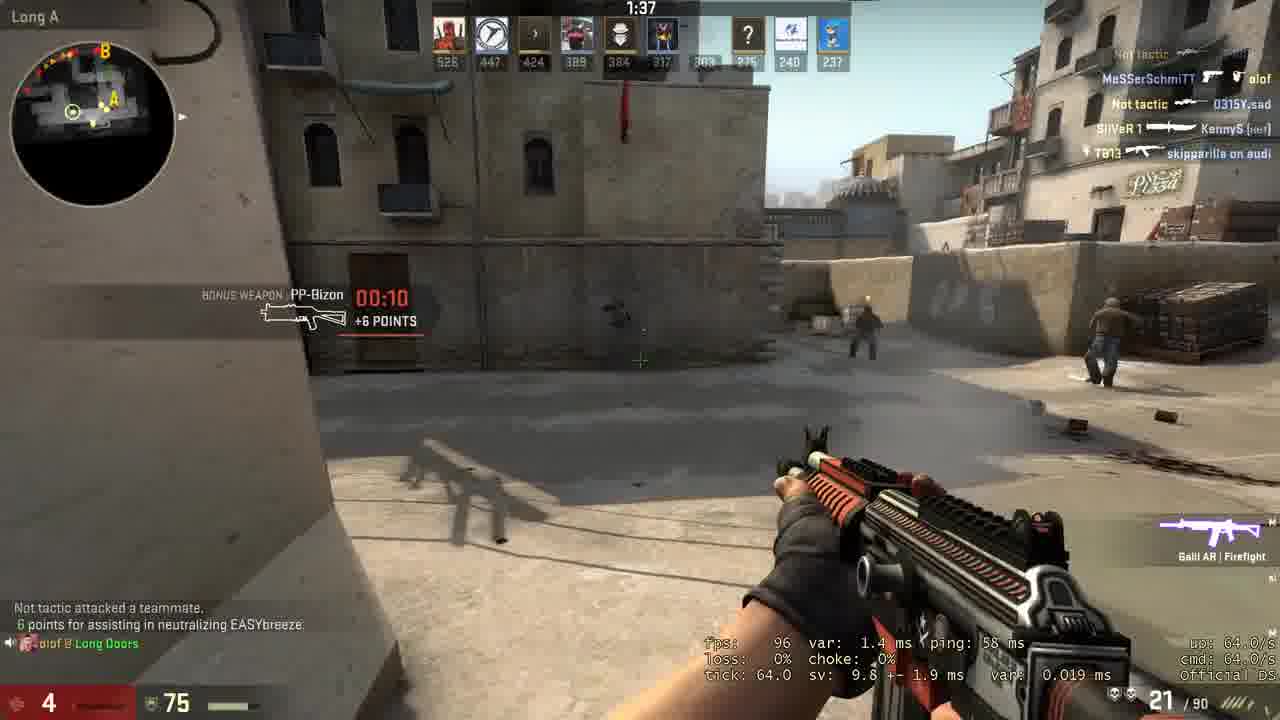 Long A
1:37
B
A
526 447 424 389 384 317 303 275 240 237
?
Not tactic
MeSSerSchmiTT olof
Not tactic D315Y.sad
SilVeR 1 KennyS
TB13 skipparilla on audi
Pizza
BONUS WEAPON: PP-Bizon
00:10
+6 POINTS
Galil AR | Firefight
Not tactic attacked a teammate.
6 points for assisting in neutralizing EASYbreeze.
olof @ Long Doors
fps: 96 var: 1.4 ms ping: 58 ms
loss: 0% choke: 0%
tick: 64.0 sv: 9.8 +- 1.9 ms var: 0.019 ms
up: 64.0/s
cmd: 64.0/s
Official DS
4 75
21 / 90